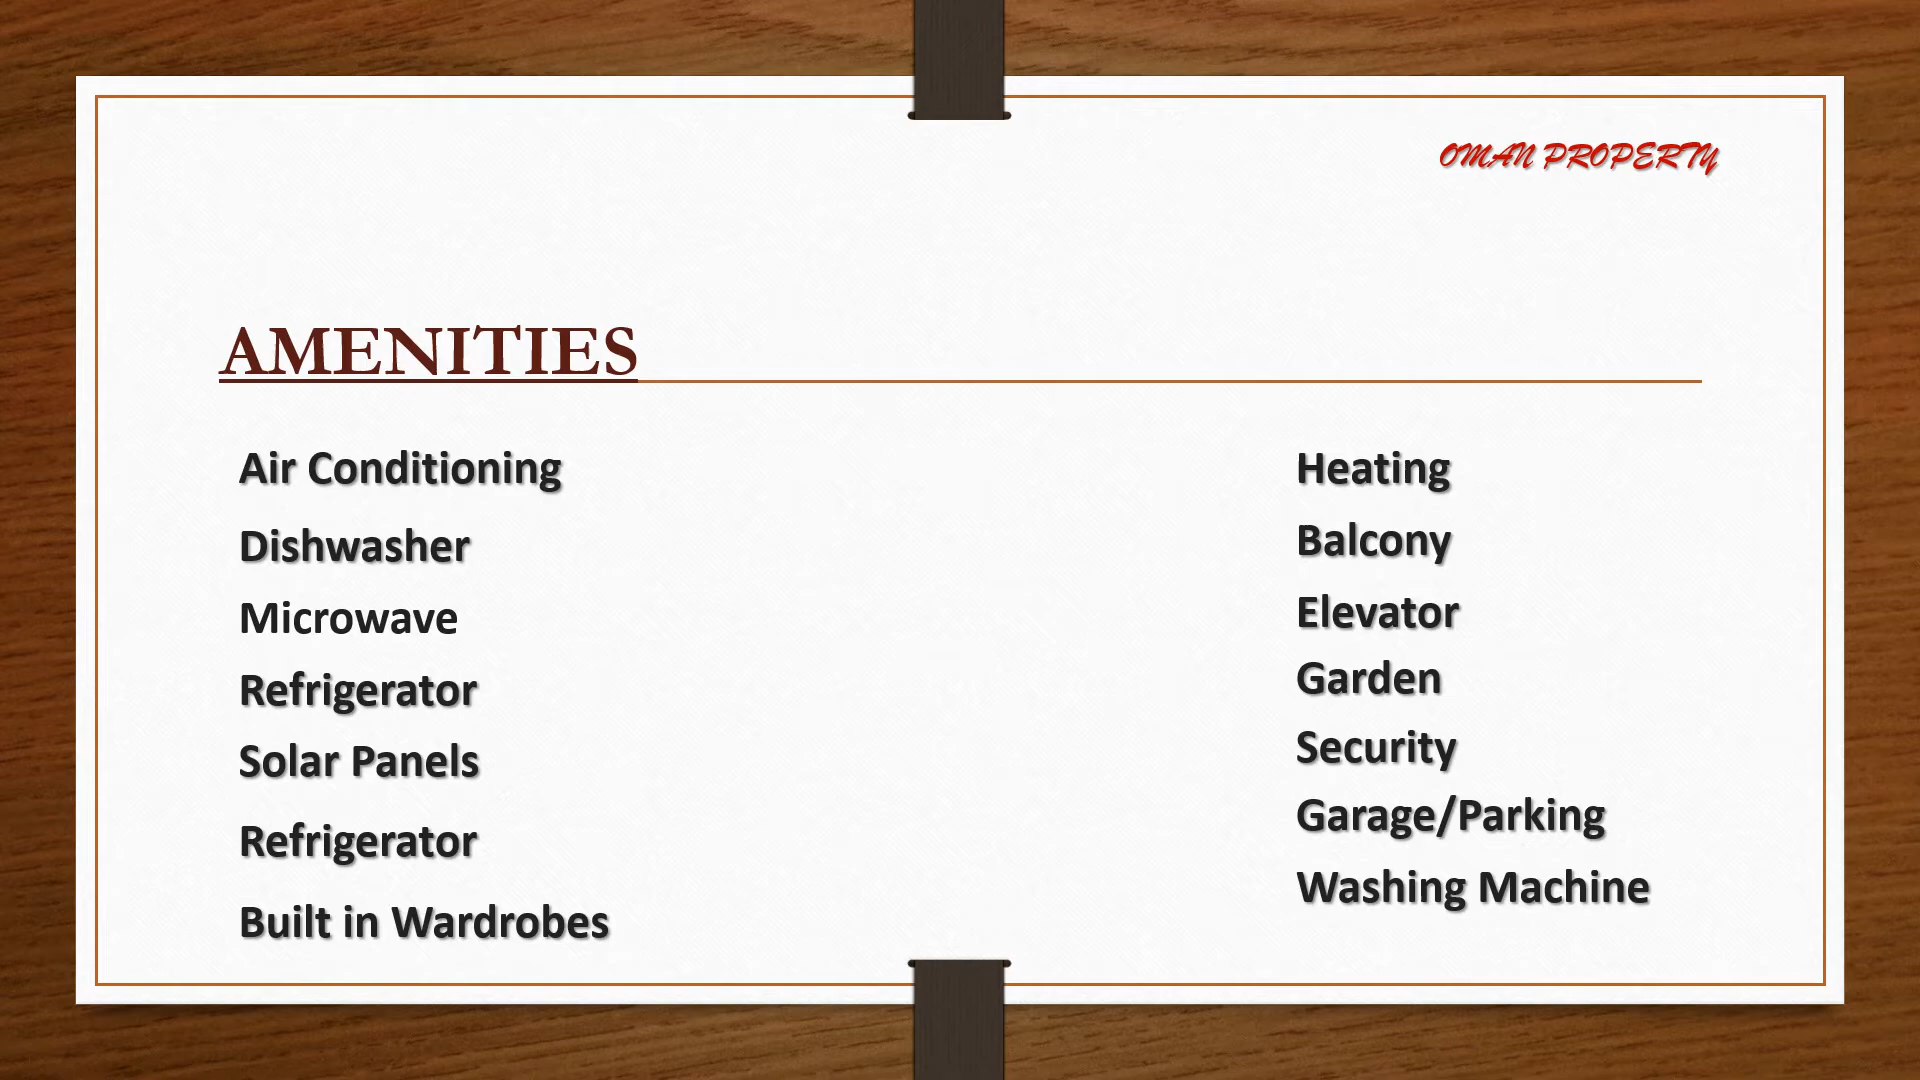 OMAN PROPERTY
AMENITIES
Air Conditioning
Dishwasher
Microwave
Refrigerator
Solar Panels
Refrigerator
Built in Wardrobes
Heating
Balcony
Elevator
Garden
Security
Garage/Parking
Washing Machine